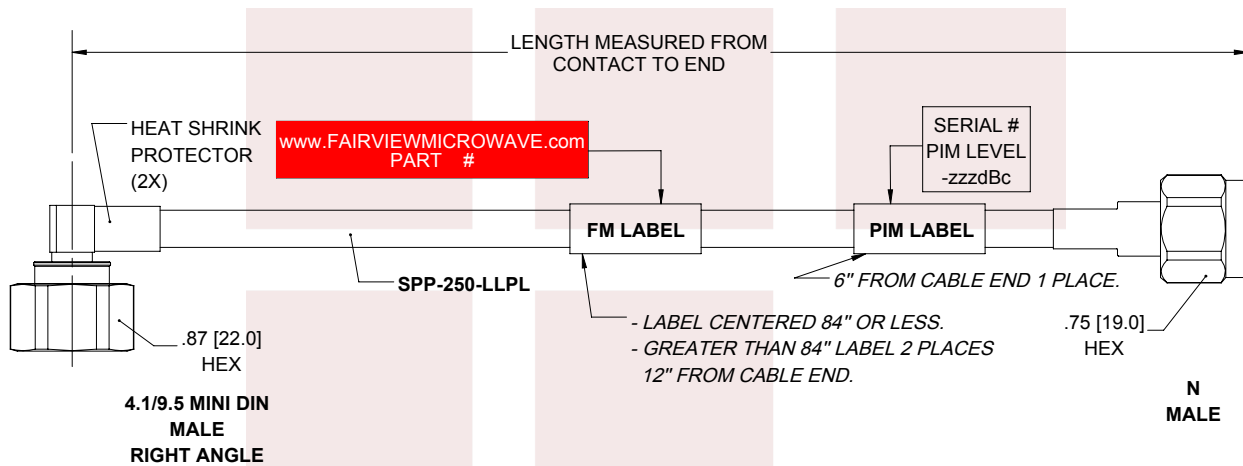 LENGTH MEASURED FROM
CONTACT TO END
HEAT SHRINK
PROTECTOR
(2X)
www.FAIRVIEWMICROWAVE.com
PART #
SERIAL #
PIM LEVEL
-zzzdBc
FM LABEL
PIM LABEL
SPP-250-LLPL
6" FROM CABLE END 1 PLACE.
- LABEL CENTERED 84" OR LESS.
- GREATER THAN 84" LABEL 2 PLACES
12" FROM CABLE END.
.87 [22.0]
HEX
.75 [19.0]
HEX
4.1/9.5 MINI DIN
MALE
RIGHT ANGLE
N
MALE